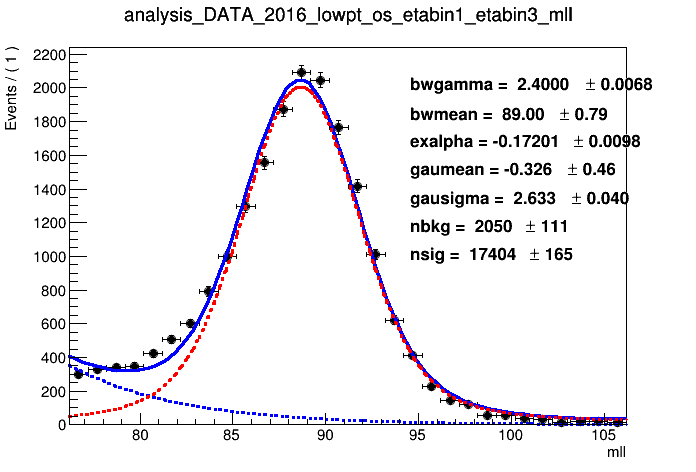 analysis_DATA_2016_lowpt_os_etabin1_etabin3_mll
Events / ( 1 )
2200
2000
1800
1600
1400
1200
1000
800
600
400
200
0
bwgamma = 2.4000 ± 0.0068
bwmean = 89.00 ± 0.79
exalpha = -0.17201 ± 0.0098
gaumean = -0.326 ± 0.46
gausigma = 2.633 ± 0.040
nbkg = 2050 ± 111
nsig = 17404 ± 165
80 85 90 95 100 105
mll